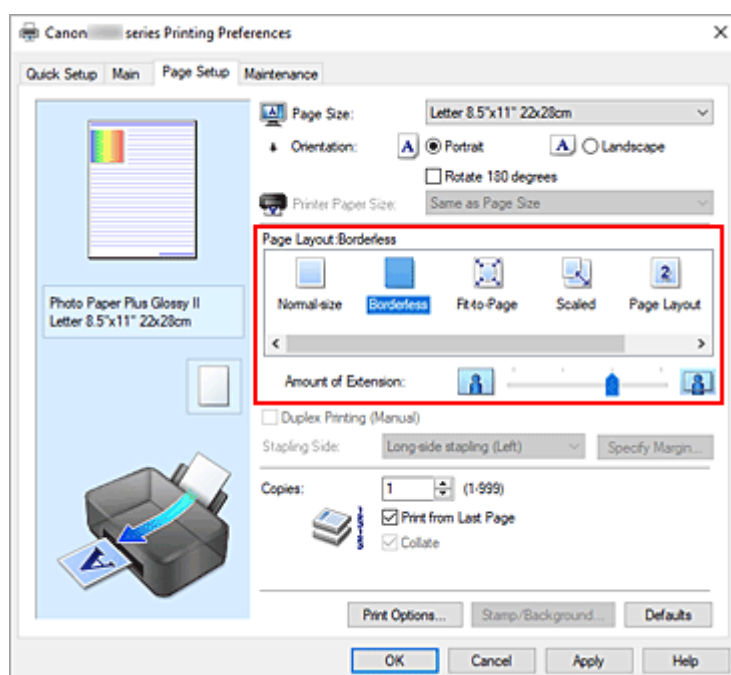 Canon series Printing Preferences
Quick Setup Main Page Setup Maintenance
Page Size: Letter 8.5"x11" 22x28cm
Orientation: A Portrait A Landscape
Rotate 180 degrees
Printer Paper Size: Same as Page Size
Page Layout:Borderless
Normal-size Borderless Fit-to-Page Scaled Page Layout
Photo Paper Plus Glossy II
Letter 8.5"x11" 22x28cm
Amount of Extension:
Duplex Printing (Manual)
Stapling Side: Long-side stapling (Left) Specify Margin...
Copies: 1 (1-999)
Print from Last Page
Collate
Print Options... Stamp/Background... Defaults
OK Cancel Apply Help